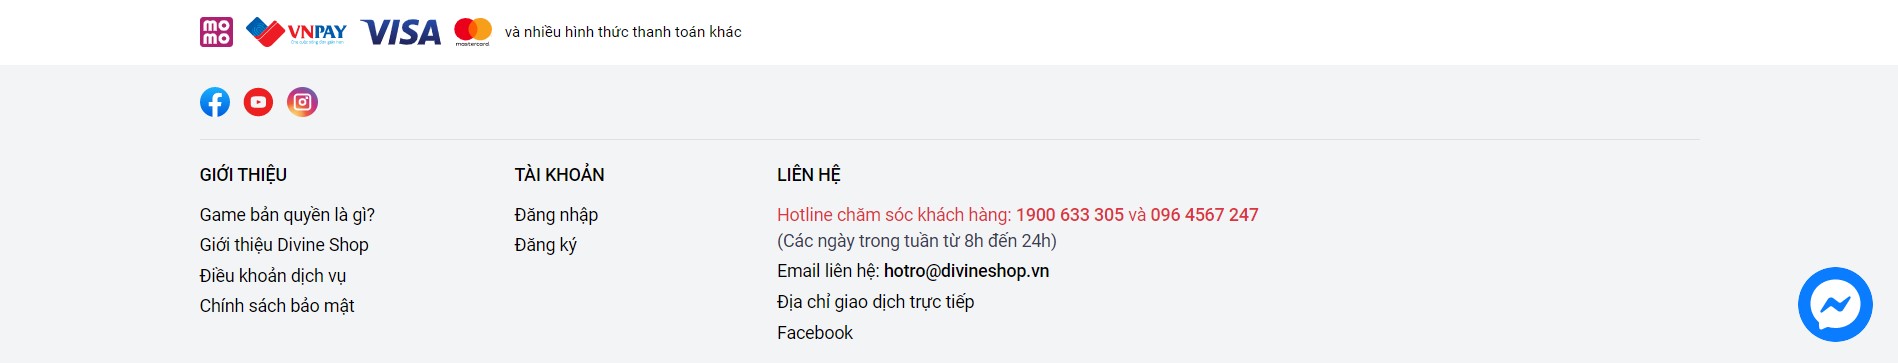 momo VNPAY VISA mastercard và nhiều hình thức thanh toán khác
GIỚI THIỆU
Game bản quyền là gì?
Giới thiệu Divine Shop
Điều khoản dịch vụ
Chính sách bảo mật
TÀI KHOẢN
Đăng nhập
Đăng ký
LIÊN HỆ
Hotline chăm sóc khách hàng: 1900 633 305 và 096 4567 247
(Các ngày trong tuần từ 8h đến 24h)
Email liên hệ: hotro@divineshop.vn
Địa chỉ giao dịch trực tiếp
Facebook